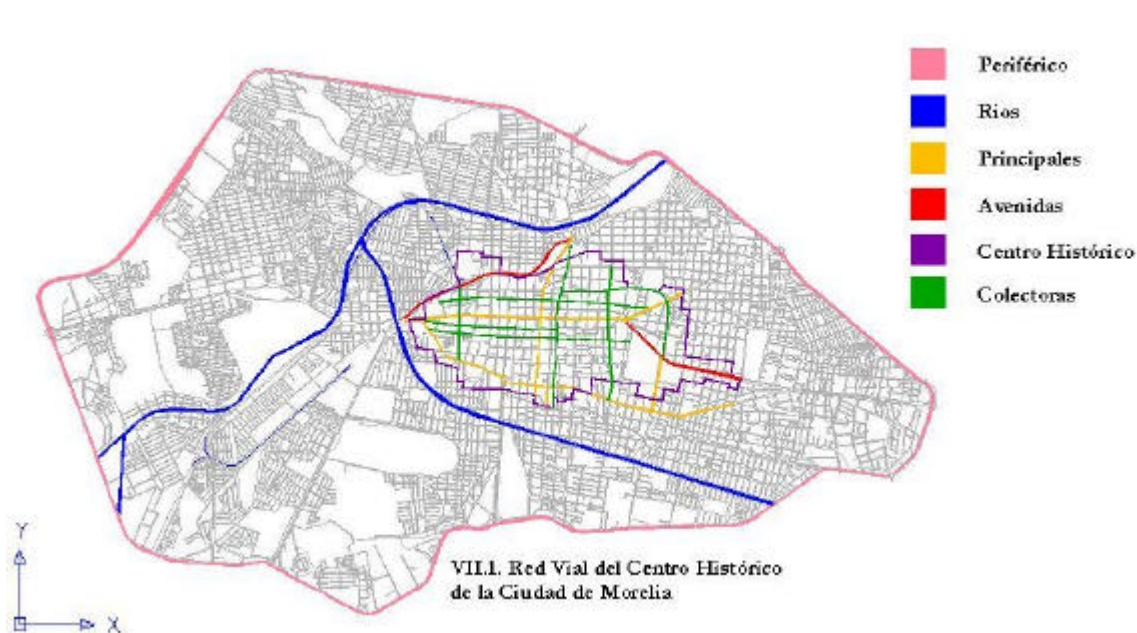 Periférico
Rios
Principales
Avenidas
Centro Histórico
Colectoras
VII.1. Red Vial del Centro Histórico
de la Ciudad de Morelia
Y
X